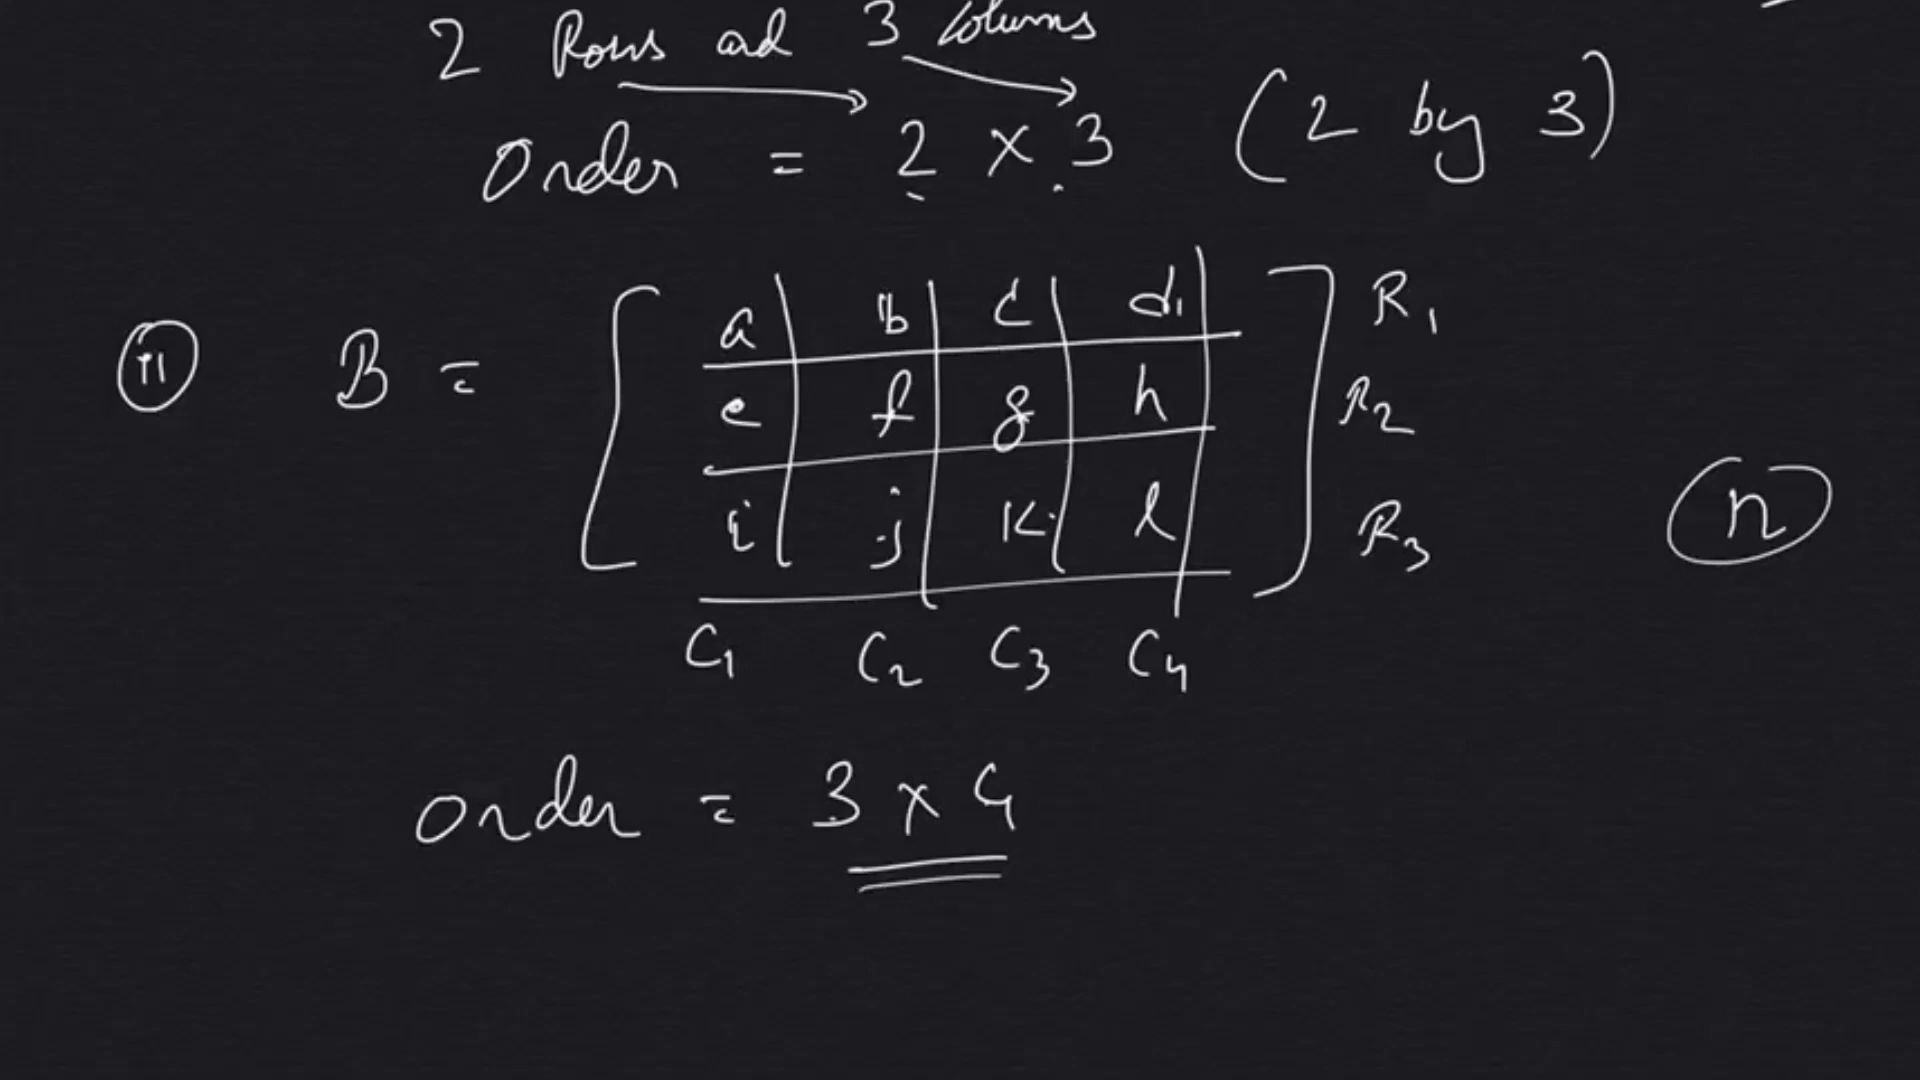 2 Rows and 3 Columns
Order = 2 × 3 (2 by 3)
(ii) B = [ a b c d R1
e f g h R2
i j k l ] R3
n
C1 C2 C3 C4
order = 3 × 4